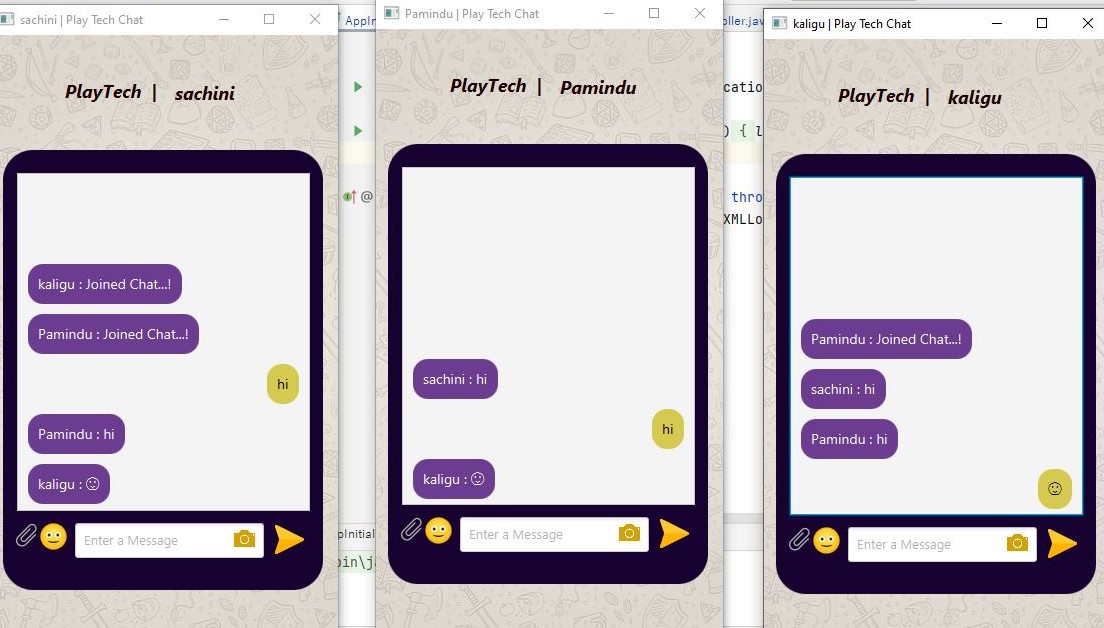 sachini | Play Tech Chat
PlayTech | sachini
kaligu : Joined Chat...!
Pamindu : Joined Chat...!
hi
Pamindu : hi
kaligu : ☺
Enter a Message
AppIn
@
pInitial
bin\j
Pamindu | Play Tech Chat
PlayTech | Pamindu
sachini : hi
hi
kaligu : ☺
Enter a Message
ller.jav
catio
) { l
thro
XMLLo
kaligu | Play Tech Chat
PlayTech | kaligu
Pamindu : Joined Chat...!
sachini : hi
Pamindu : hi
☺
Enter a Message